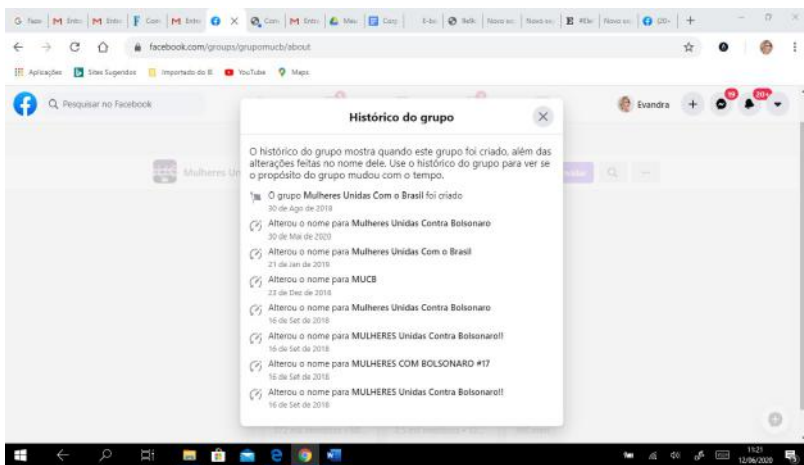 facebook.com/groups/grupomucb/about
Aplicações Sites Sugeridos Importado do IE YouTube Maps
Pesquisar no Facebook
Evandra
19
20+
Mulheres Un
Histórico do grupo
O histórico do grupo mostra quando este grupo foi criado, além das
alterações feitas no nome dele. Use o histórico do grupo para ver se
o propósito do grupo mudou com o tempo.
O grupo Mulheres Unidas Com o Brasil foi criado
30 de Ago de 2018
Alterou o nome para Mulheres Unidas Contra Bolsonaro
30 de Mai de 2020
Alterou o nome para Mulheres Unidas Com o Brasil
21 de Jan de 2019
Alterou o nome para MUCB
23 de Dez de 2018
Alterou o nome para Mulheres Unidas Contra Bolsonaro
16 de Set de 2018
Alterou o nome para MULHERES Unidas Contra Bolsonaro!!
16 de Set de 2018
Alterou o nome para MULHERES COM BOLSONARO #17
16 de Set de 2018
Alterou o nome para MULHERES Unidas Contra Bolsonaro!!
16 de Set de 2018
11:21
12/06/2020